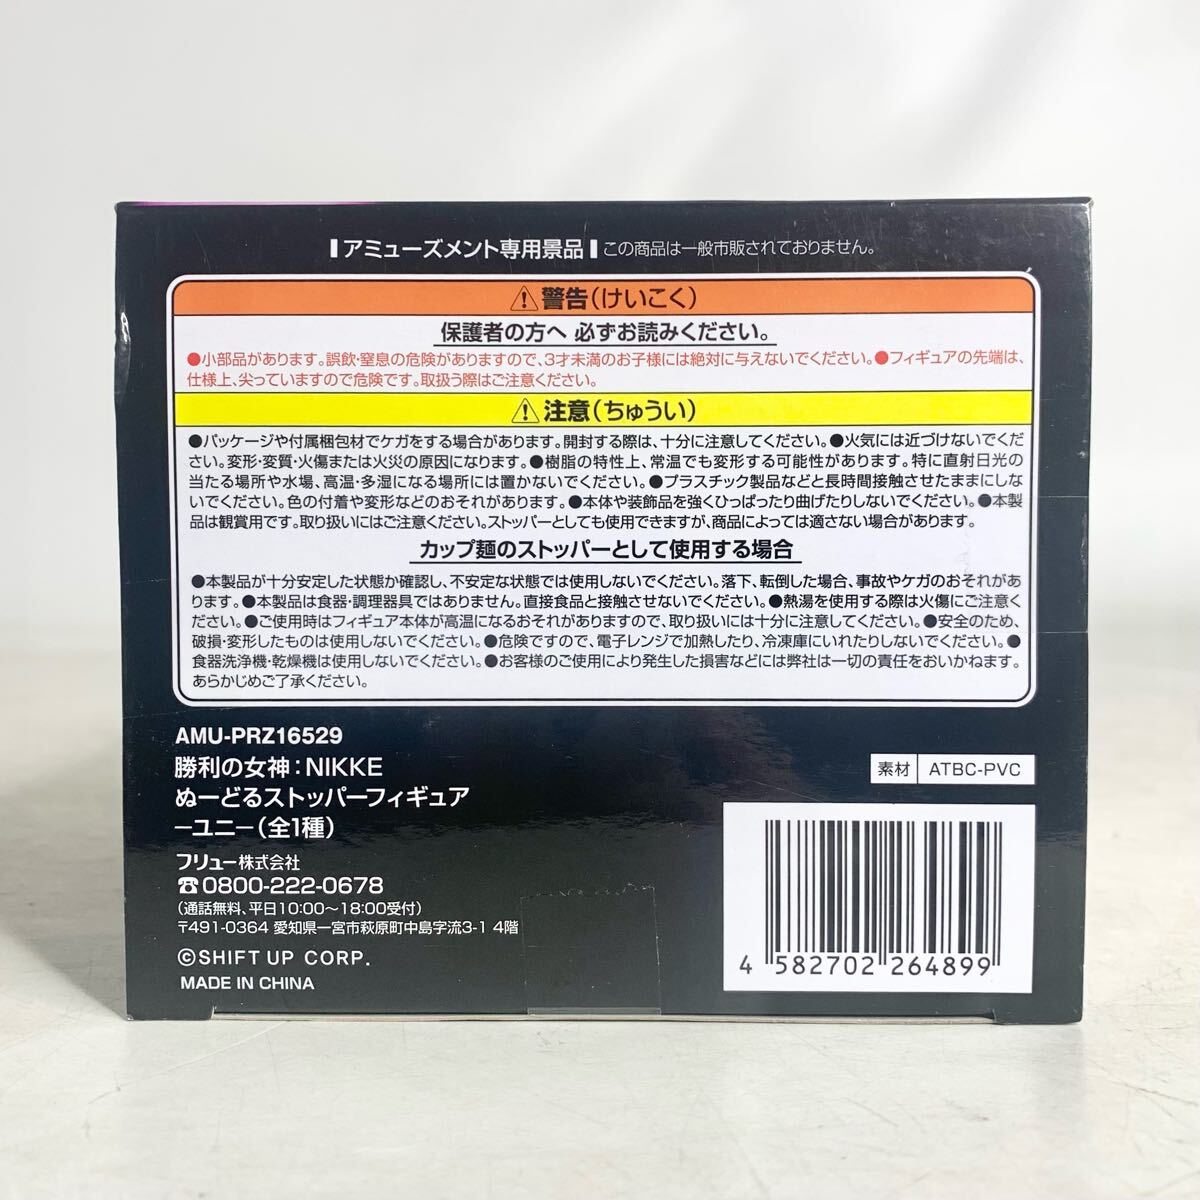 アミューズメント専用景品 この商品は一般市販されておりません。
⚠警告(けいこく)
保護者の方へ 必ずお読みください。
●小部品があります。誤飲・窒息の危険がありますので、3才未満のお子様には絶対に与えないでください。●フィギュアの先端は、
仕様上、尖っていますので危険です。取扱う際はご注意ください。
⚠注意(ちゅうい)
●パッケージや付属梱包材でケガをする場合があります。開封する際は、十分に注意してください。●火気には近づけないでくだ
さい。変形・変質・火傷または火災の原因になります。●樹脂の特性上、常温でも変形する可能性があります。特に直射日光の
当たる場所や水場、高温・多湿になる場所には置かないでください。●プラスチック製品などと長時間接触させたままにしな
いでください。色の付着や変形などのおそれがあります。●本体や装飾品を強くひっぱったり曲げたりしないでください。●本製
品は観賞用です。取り扱いにはご注意ください。ストッパーとしても使用できますが、商品によっては適さない場合があります。
カップ麺のストッパーとして使用する場合
●本製品が十分安定した状態か確認し、不安定な状態では使用しないでください。落下、転倒した場合、事故やケガのおそれがあ
ります。●本製品は食器・調理器具ではありません。直接食品と接触させないでください。●熱湯を使用する際は火傷にご注意く
ださい。●ご使用時はフィギュア本体が高温になるおそれがありますので、取り扱いには十分に注意してください。●安全のため、
破損・変形したものは使用しないでください。●危険ですので、電子レンジで加熱したり、冷凍庫にいれたりしないでください。●
食器洗浄機・乾燥機は使用しないでください。●お客様のご使用により発生した損害などには弊社は一切の責任をおいかねます。
あらかじめご了承ください。
AMU-PRZ16529
勝利の女神:NIKKE
ぬーどるストッパーフィギュア
ーユニー(全1種)
素材 ATBC-PVC
フリュー株式会社
☎0800-222-0678
(通話無料、平日10:00〜18:00受付)
〒491-0364 愛知県一宮市萩原町中島字流3-1 4階
©SHIFT UP CORP.
MADE IN CHINA
4 582702 264899